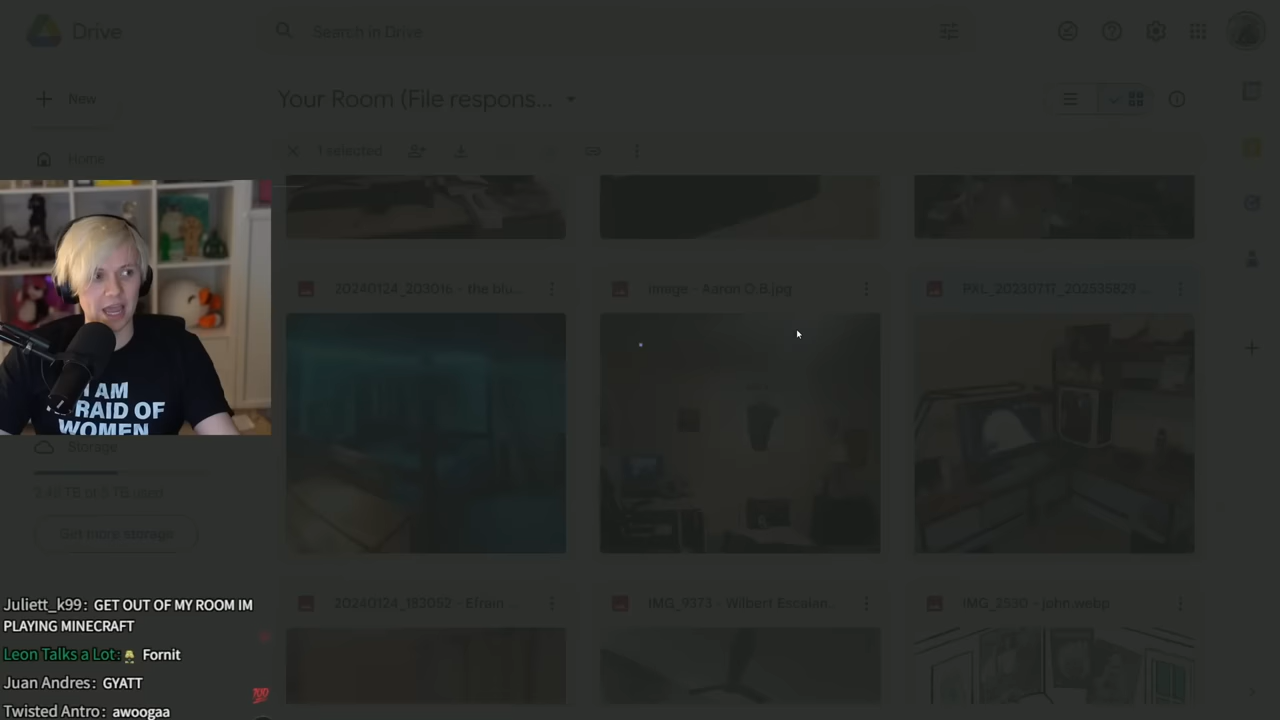 Drive
Search in Drive
New
Your Room (File respons...
1 selected
Home
20240124_203016 - the blu...
image - Aaron O B.jpg
PXL_20230717_202535829 ...
I AM
RAID OF
WOMEN
Storage
TB used
Get more storage
20240124_183052 - Efrain ...
IMG_9373 - Wilbert Escalan...
IMG_2530 - john.webp
Juliett_k99: GET OUT OF MY ROOM IM
PLAYING MINECRAFT
Leon Talks a Lot: Fornit
Juan Andres: GYATT
💯
Twisted Antro: awoogaa